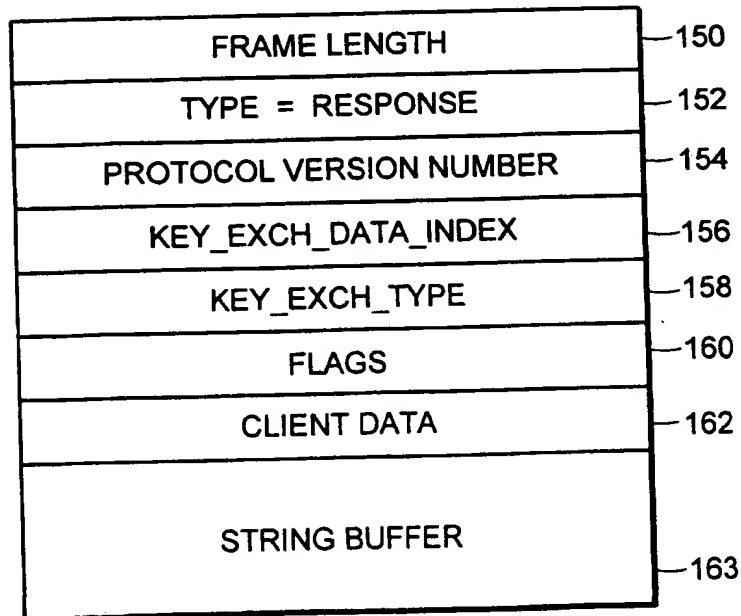 FRAME LENGTH 150
TYPE = RESPONSE 152
PROTOCOL VERSION NUMBER 154
KEY_EXCH_DATA_INDEX 156
KEY_EXCH_TYPE 158
FLAGS 160
CLIENT DATA 162
STRING BUFFER
163